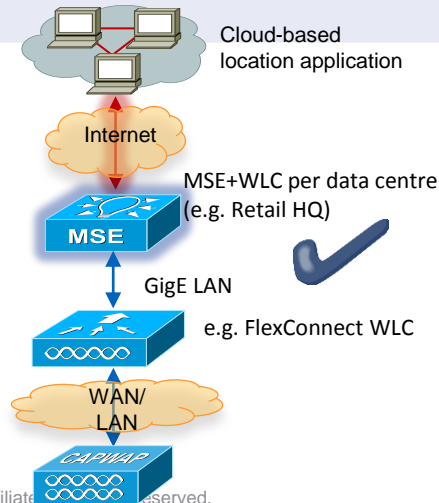 Cloud-based
location application
Internet
MSE+WLC per data centre
(e.g. Retail HQ)
MSE
GigE LAN
e.g. FlexConnect WLC
WAN/
LAN
CAPWAP